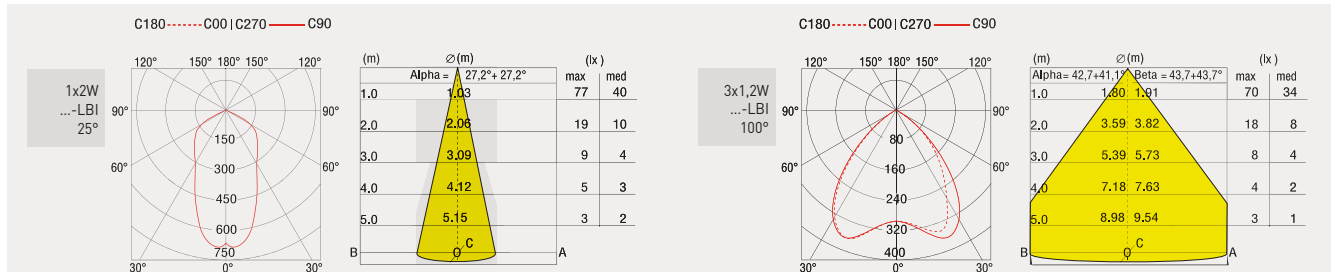 C180 C00 | C270 C90
1x2W
...-LBI
25°
120° 150° 180° 150° 120°
90° 90°
60° 60°
30° 0° 30°
150
300
450
600
750
(m) ∅(m) (lx)
Alpha = 27,2°+ 27,2° max med
1.0 1.03 77 40
2.0 2.06 19 10
3.0 3.09 9 4
4.0 4.12 5 3
5.0 5.15 3 2
B O C A
C180 C00 | C270 C90
3x1,2W
...-LBI
100°
120° 150° 180° 150° 120°
90° 90°
60° 60°
30° 0° 30°
80
160
240
320
400
(m) ∅(m) (lx)
Alpha= 42,7+41,1° Beta = 43,7+43,7° max med
1.0 1.80 1.91 70 34
2.0 3.59 3.82 18 8
3.0 5.39 5.73 8 4
4.0 7.18 7.63 4 2
5.0 8.98 9.54 3 1
B O C A